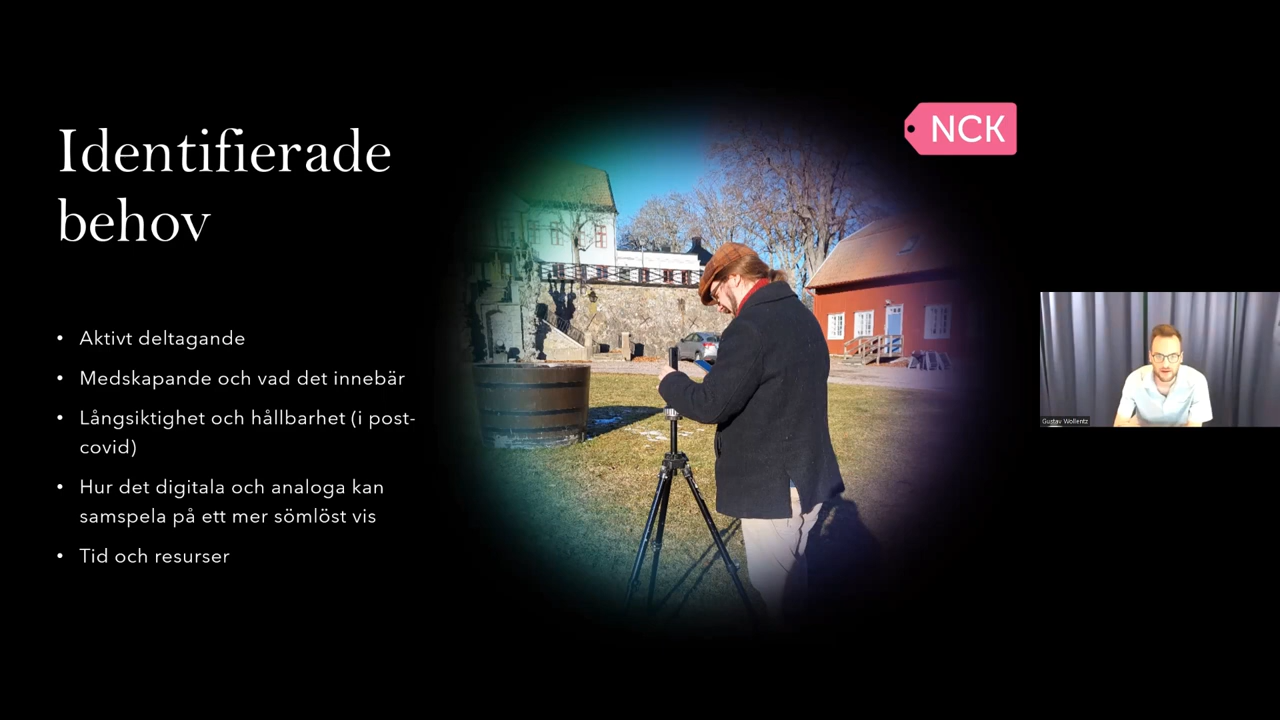 Identifierade
behov
NCK
• Aktivt deltagande
• Medskapande och vad det innebär
• Långsiktighet och hållbarhet (i post-
covid)
• Hur det digitala och analoga kan
samspela på ett mer sömlöst vis
• Tid och resurser
Gustav Wollentz